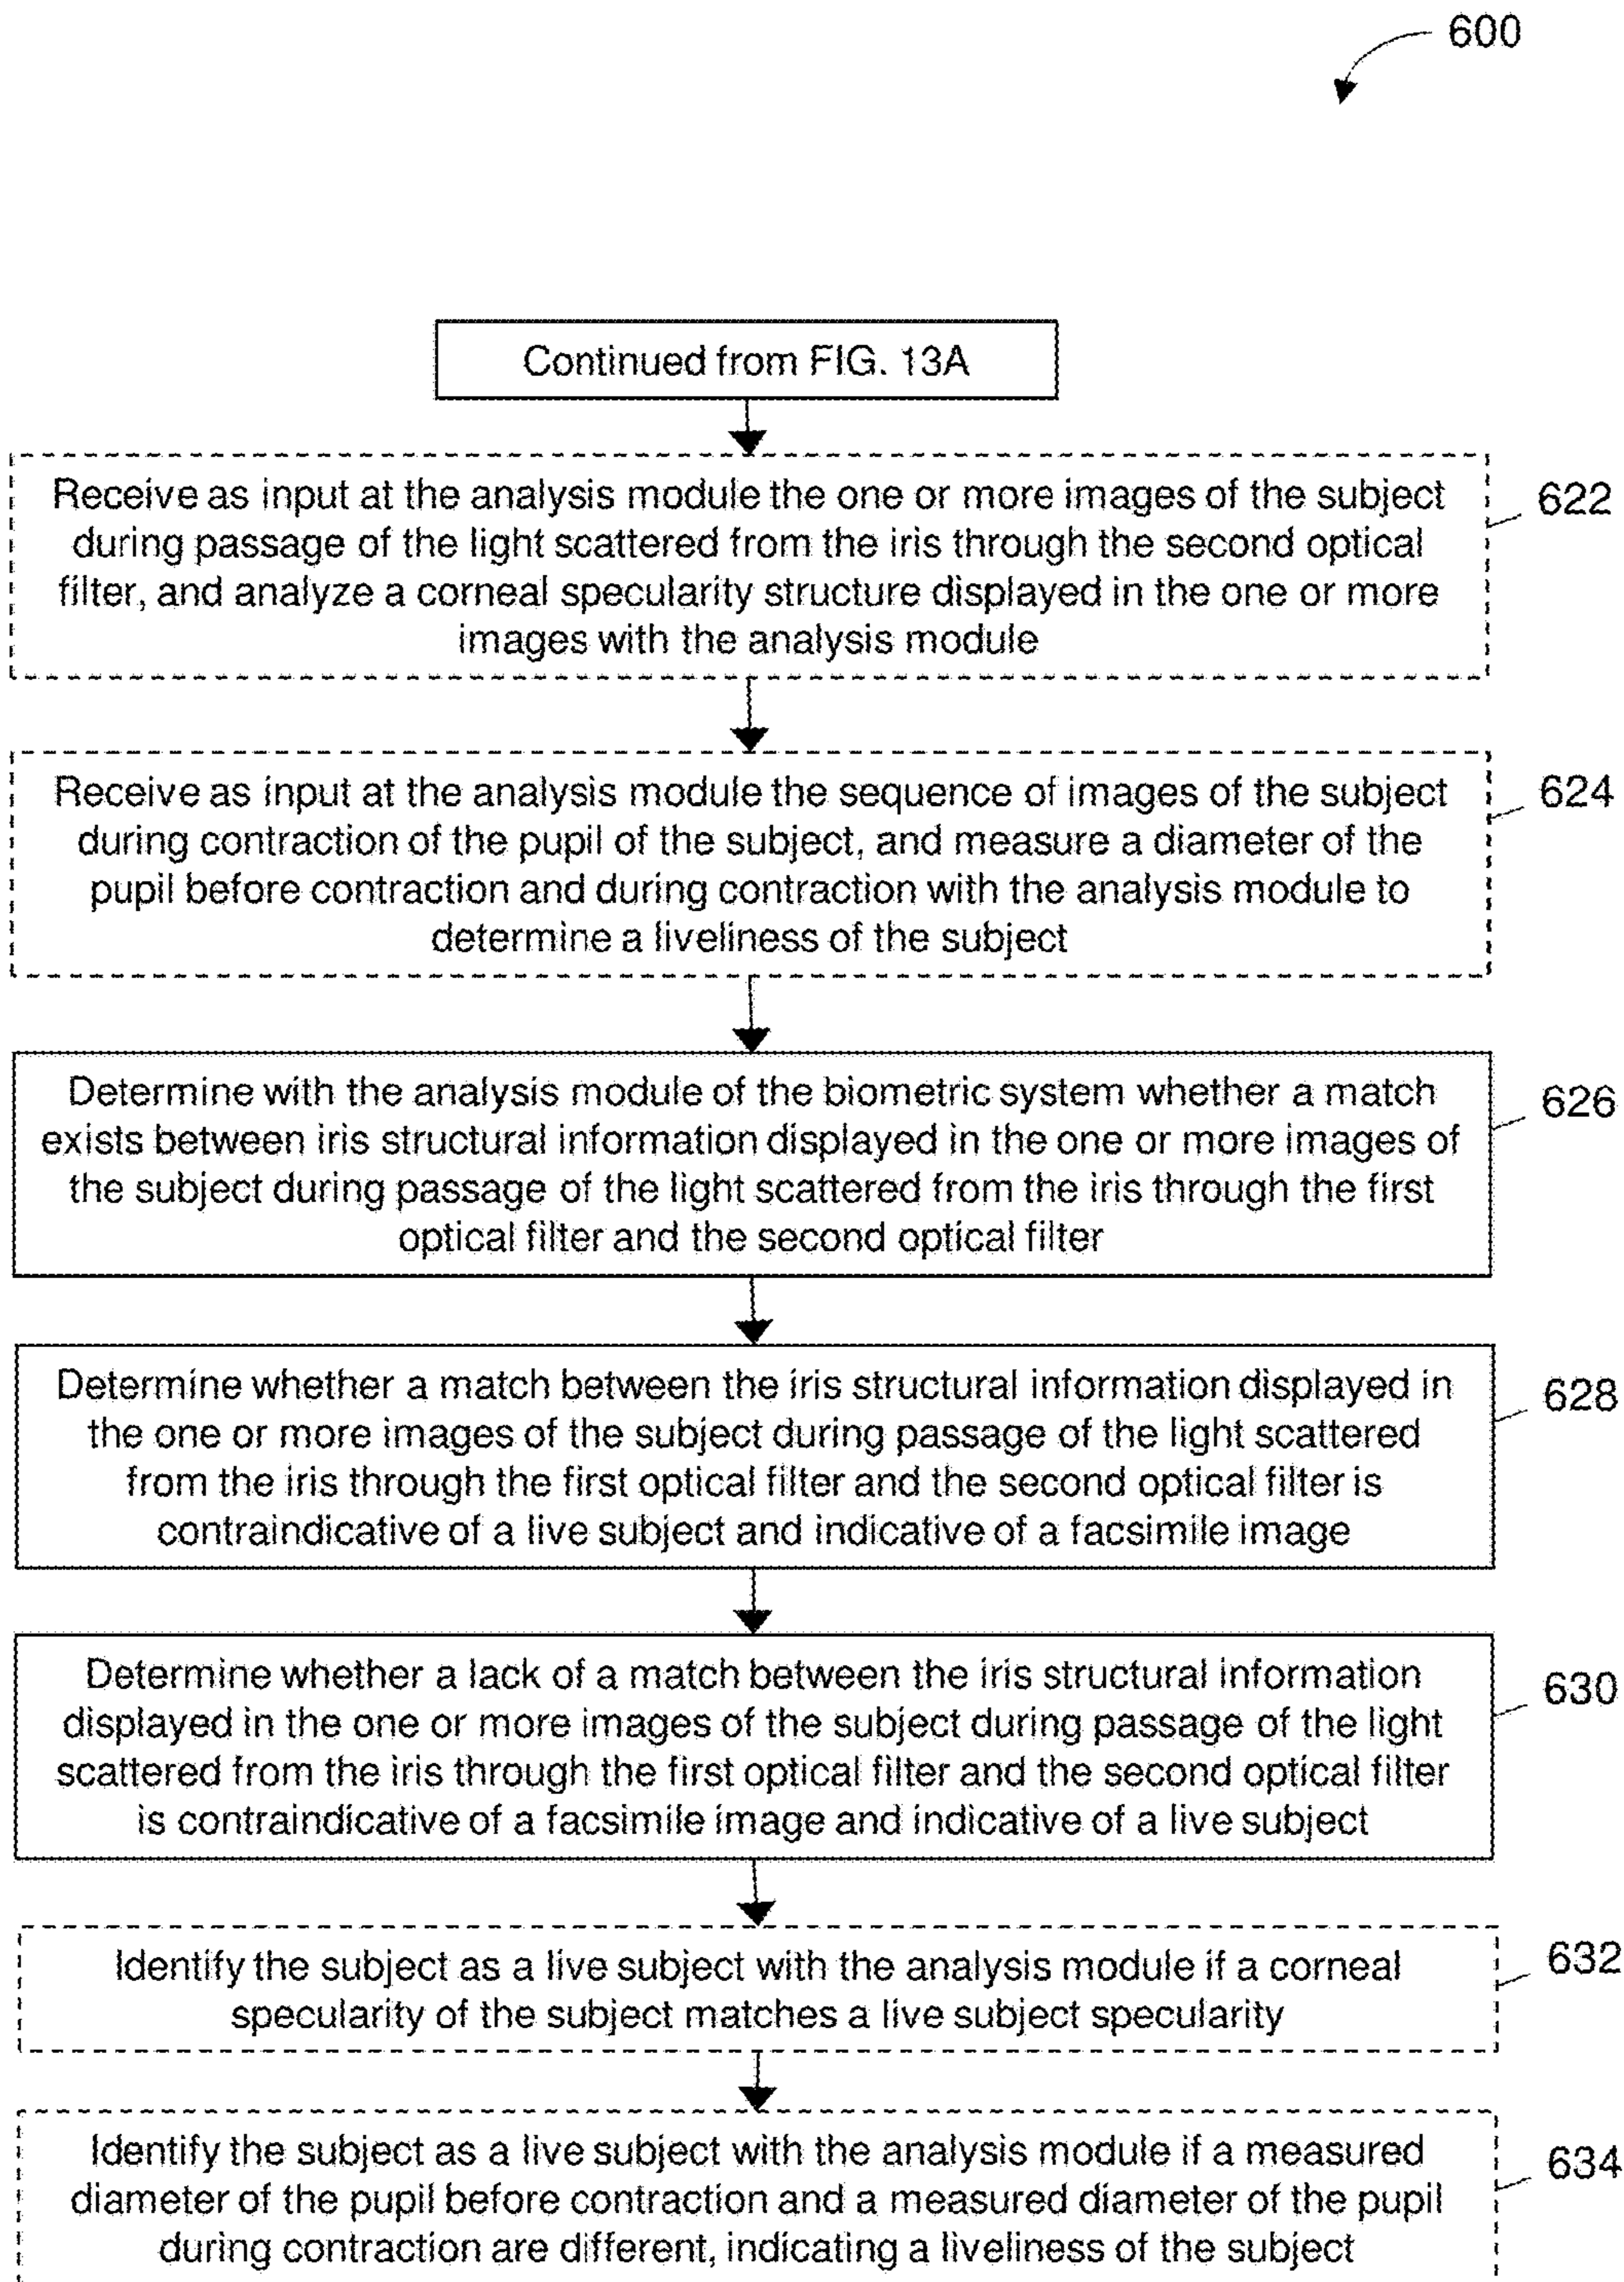 600
Continued from FIG. 13A
Receive as input at the analysis module the one or more images of the subject
during passage of the light scattered from the iris through the second optical
filter, and analyze a corneal specularity structure displayed in the one or more
images with the analysis module
622
Receive as input at the analysis module the sequence of images of the subject
during contraction of the pupil of the subject, and measure a diameter of the
pupil before contraction and during contraction with the analysis module to
determine a liveliness of the subject
624
Determine with the analysis module of the biometric system whether a match
exists between iris structural information displayed in the one or more images of
the subject during passage of the light scattered from the iris through the first
optical filter and the second optical filter
626
Determine whether a match between the iris structural information displayed in
the one or more images of the subject during passage of the light scattered
from the iris through the first optical filter and the second optical filter is
contraindicative of a live subject and indicative of a facsimile image
628
Determine whether a lack of a match between the iris structural information
displayed in the one or more images of the subject during passage of the light
scattered from the iris through the first optical filter and the second optical filter
is contraindicative of a facsimile image and indicative of a live subject
630
Identify the subject as a live subject with the analysis module if a corneal
specularity of the subject matches a live subject specularity
632
Identify the subject as a live subject with the analysis module if a measured
diameter of the pupil before contraction and a measured diameter of the pupil
during contraction are different, indicating a liveliness of the subject
634